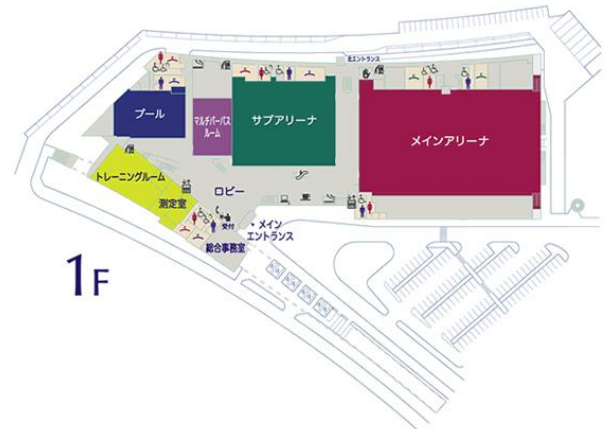 北エントランス
プール
マルチパーパス
ルーム
サブアリーナ
メインアリーナ
トレーニングルーム
測定室
ロビー
受付
メイン
エントランス
総合事務室
1F